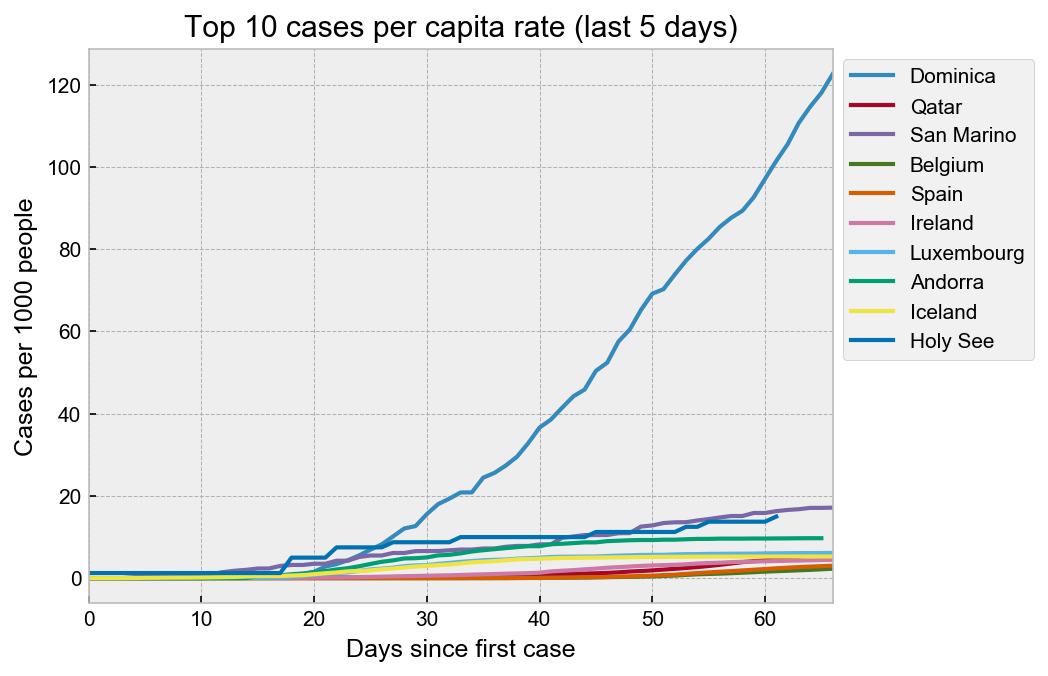 Top 10 cases per capita rate (last 5 days)
Cases per 1000 people
120
100
80
60
40
20
0
0 10 20 30 40 50 60
Days since first case
Dominica
Qatar
San Marino
Belgium
Spain
Ireland
Luxembourg
Andorra
Iceland
Holy See